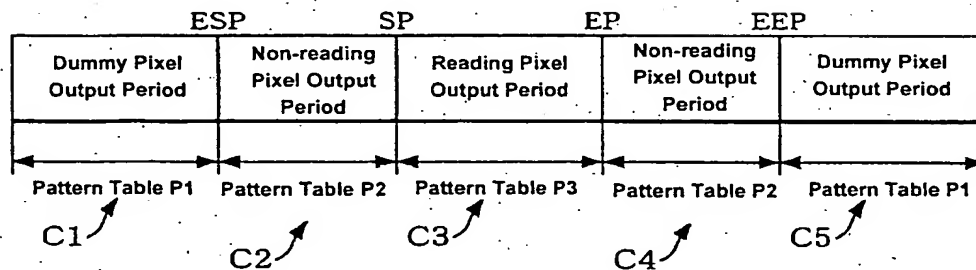 ESP SP EP EEP
Dummy Pixel Output Period
Non-reading Pixel Output Period
Reading Pixel Output Period
Non-reading Pixel Output Period
Dummy Pixel Output Period
Pattern Table P1 Pattern Table P2 Pattern Table P3 Pattern Table P2 Pattern Table P1
C1 C2 C3 C4 C5